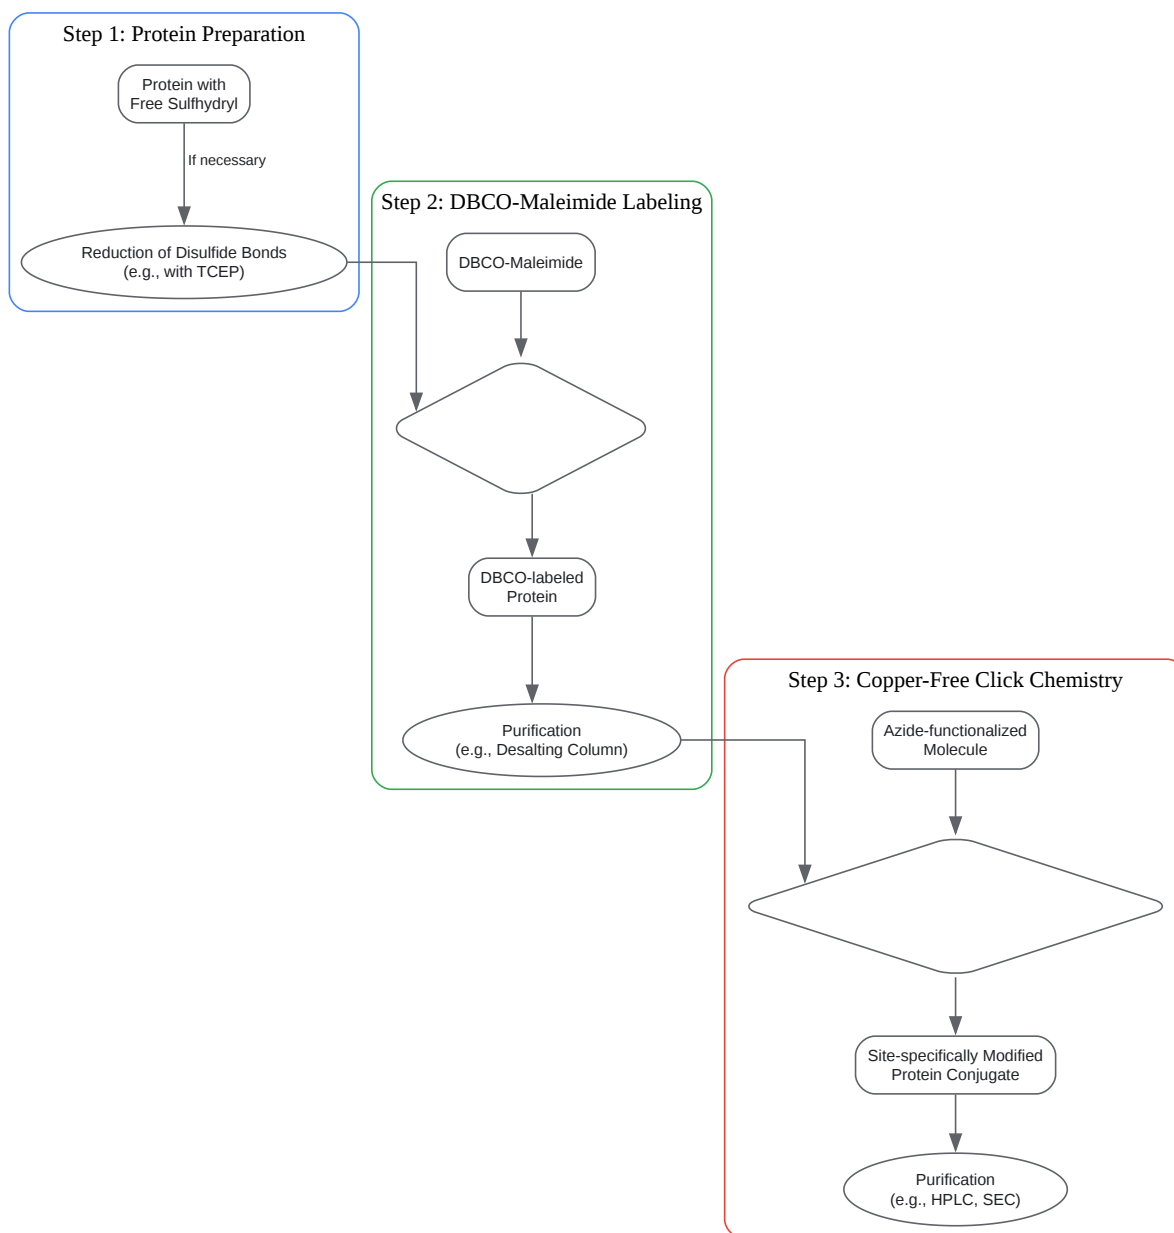 Step 1: Protein Preparation
Protein with
Free Sulfhydryl
If necessary
Reduction of Disulfide Bonds
(e.g., with TCEP)
Step 2: DBCO-Maleimide Labeling
DBCO-Maleimide
DBCO-labeled
Protein
Purification
(e.g., Desalting Column)
Step 3: Copper-Free Click Chemistry
Azide-functionalized
Molecule
Site-specifically Modified
Protein Conjugate
Purification
(e.g., HPLC, SEC)